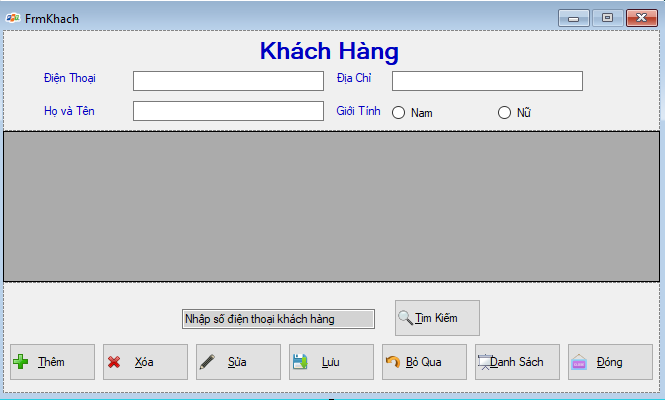 FrmKhach
Khách Hàng
Điện Thoại
Địa Chỉ
Họ và Tên
Giới Tính
Nam
Nữ
Nhập số điện thoại khách hàng
Tìm Kiếm
Thêm
Xóa
Sửa
Lưu
Bỏ Qua
Danh Sách
Đóng